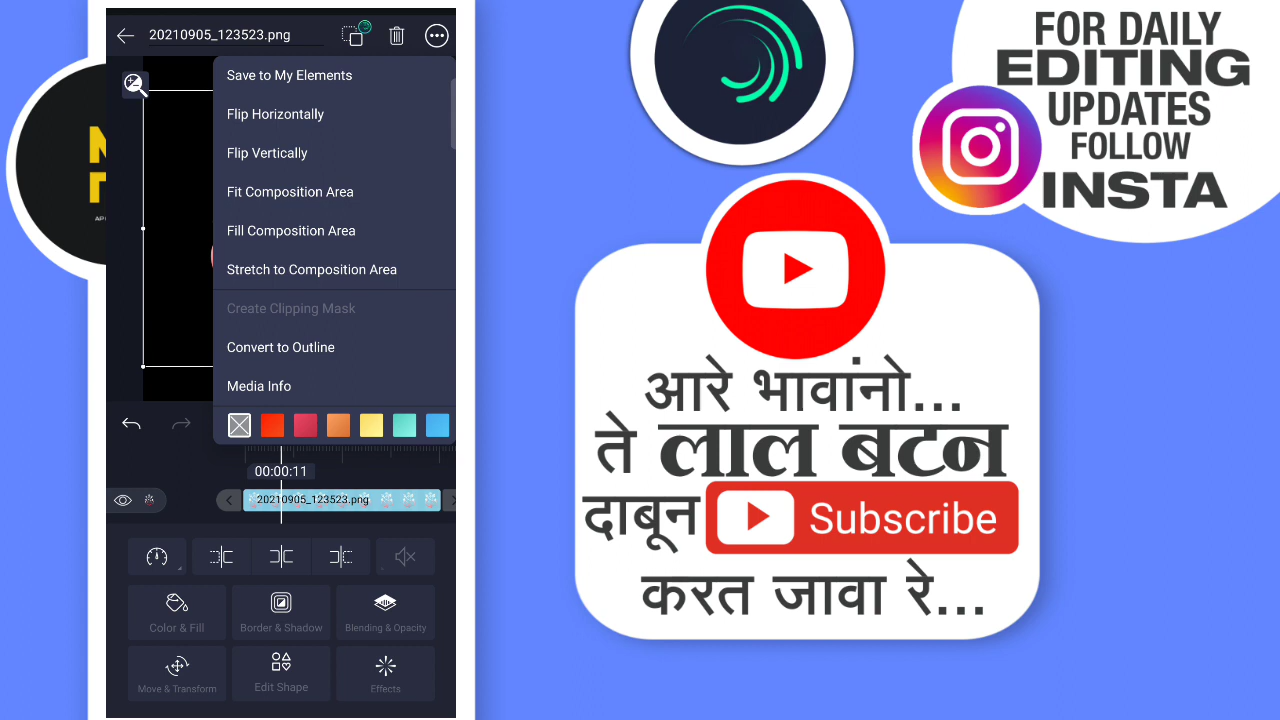 20210905_123523.png
Save to My Elements
Flip Horizontally
Flip Vertically
Fit Composition Area
Fill Composition Area
Stretch to Composition Area
Create Clipping Mask
Convert to Outline
Media Info
00:00:11
20210905_123523.png
Color & Fill
Border & Shadow
Blending & Opacity
Move & Transform
Edit Shape
Effects
FOR DAILY
EDITING
UPDATES
FOLLOW
INSTA
आरे भावांनो...
ते लाल बटन
दाबून Subscribe
करत जावा रे...